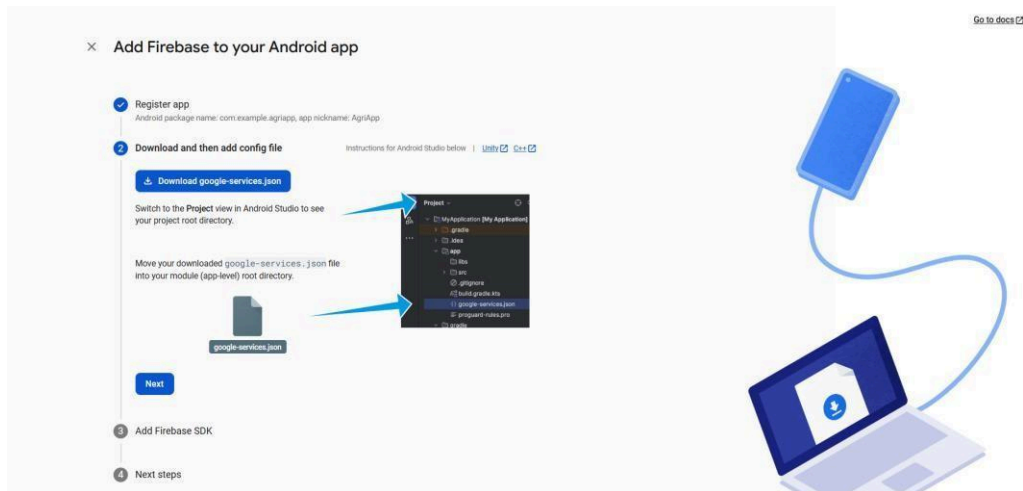 Go to docs
Add Firebase to your Android app
Register app
Android package name: com.example.agriapp, app nickname: AgriApp
2 Download and then add config file
Instructions for Android Studio below | Unity C++
Download google-services.json
Switch to the Project view in Android Studio to see
your project root directory.
Move your downloaded google-services.json file
into your module (app-level) root directory.
google-services.json
Project
MyApplication [My Application]
.gradle
.idea
app
libs
src
.gitignore
build.gradle.kts
google-services.json
proguard-rules.pro
gradle
Next
3 Add Firebase SDK
4 Next steps